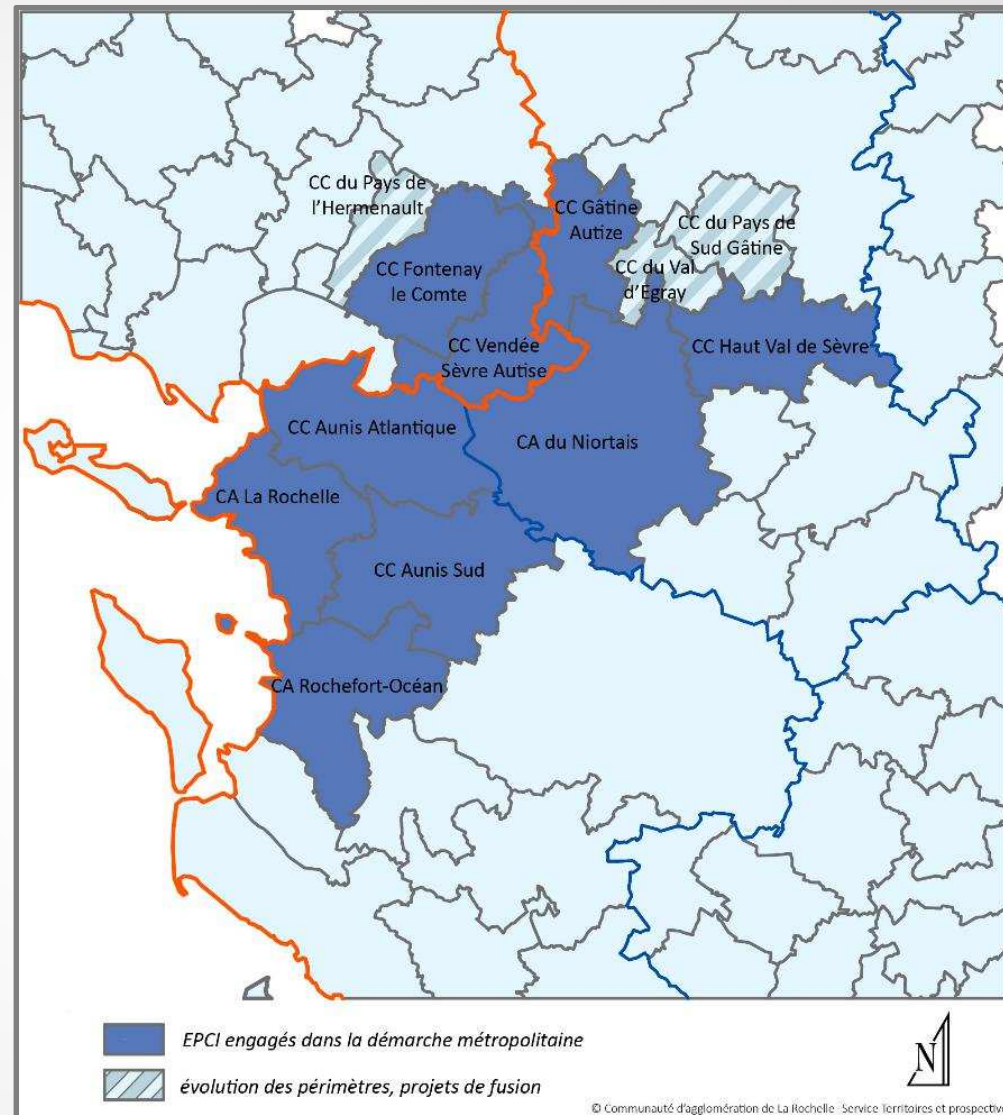 CC du Pays de
l'Hermenault
CC Gâtine
Autize
CC du Pays de
Sud Gâtine
CC Fontenay
le Comte
CC du Val
d'Egray
CC Vendée
Sèvre Autise
CC Haut Val de Sèvre
CC Aunis Atlantique
CA du Niortais
CA La Rochelle
CC Aunis Sud
CA Rochefort-Océan
EPCI engagés dans la démarche métropolitaine
évolution des périmètres, projets de fusion
N
© Communauté d'agglomération de La Rochelle Service Territoires et prospective